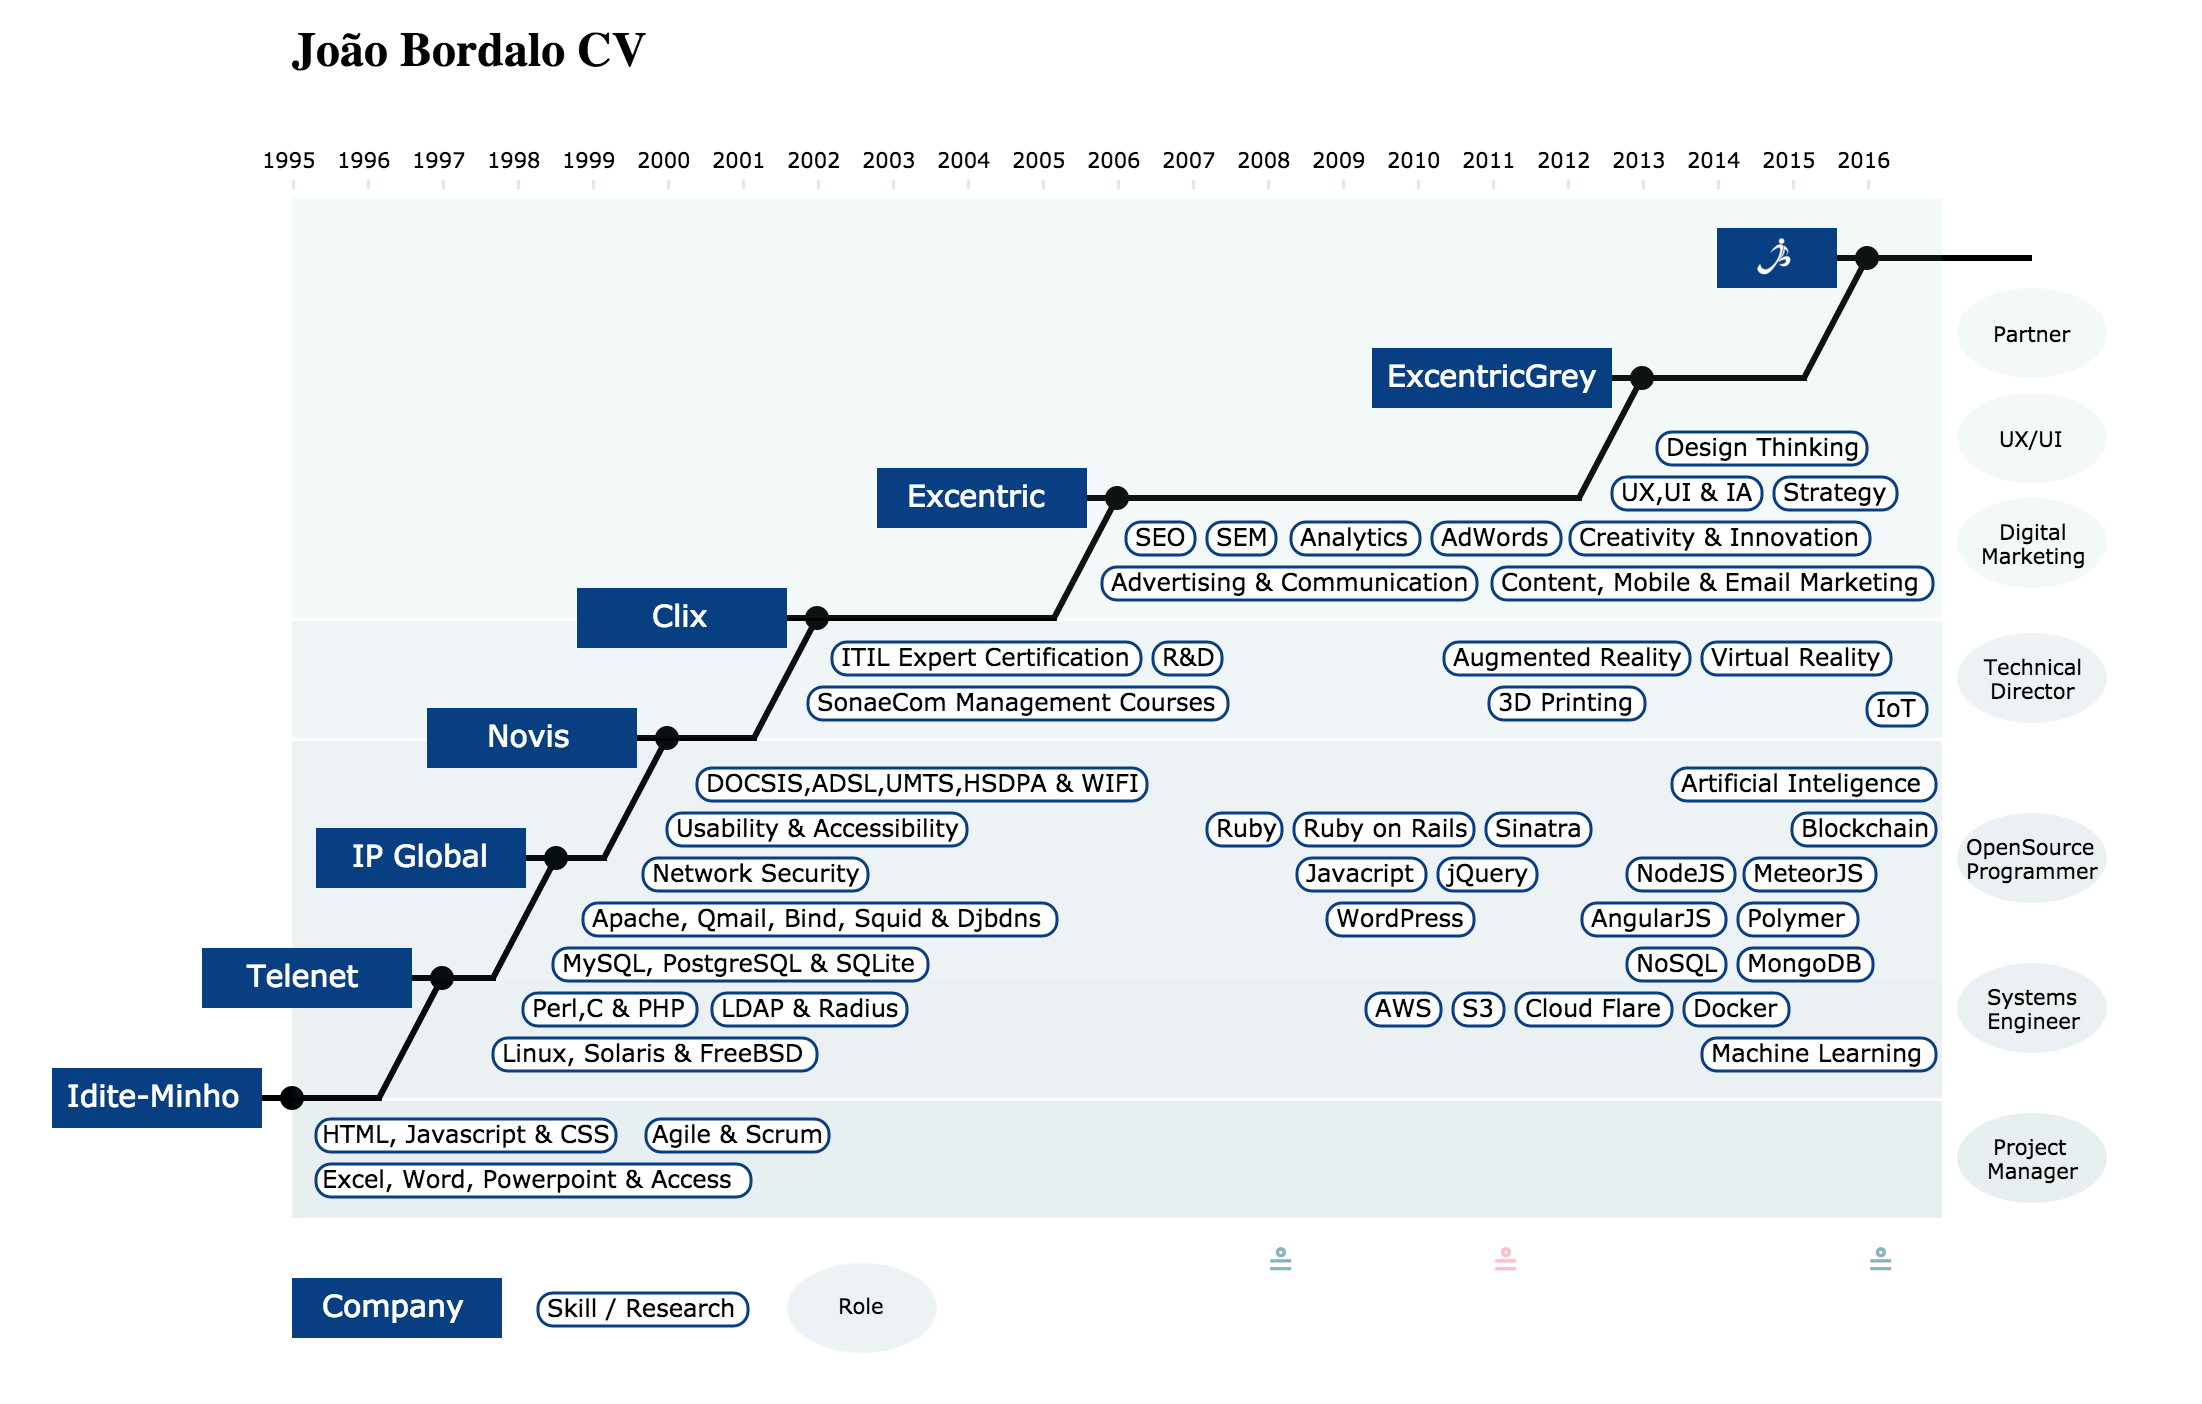 João Bordalo CV
1995 1996 1997 1998 1999 2000 2001 2002 2003 2004 2005 2006 2007 2008 2009 2010 2011 2012 2013 2014 2015 2016
Partner
ExcentricGrey
UX/UI
Design Thinking
Excentric
UX,UI & IA
Strategy
Digital
Marketing
SEO
SEM
Analytics
AdWords
Creativity & Innovation
Advertising & Communication
Content, Mobile & Email Marketing
Clix
ITIL Expert Certification
R&D
Augmented Reality
Virtual Reality
Technical
Director
SonaeCom Management Courses
3D Printing
IoT
Novis
DOCSIS,ADSL,UMTS,HSDPA & WIFI
Artificial Inteligence
Usability & Accessibility
Ruby
Ruby on Rails
Sinatra
Blockchain
OpenSource
Programmer
IP Global
Network Security
Javacript
jQuery
NodeJS
MeteorJS
Apache, Qmail, Bind, Squid & Djbdns
WordPress
AngularJS
Polymer
Telenet
MySQL, PostgreSQL & SQLite
NoSQL
MongoDB
Perl,C & PHP
LDAP & Radius
AWS
S3
Cloud Flare
Docker
Systems
Engineer
Linux, Solaris & FreeBSD
Machine Learning
Idite-Minho
HTML, Javascript & CSS
Agile & Scrum
Project
Manager
Excel, Word, Powerpoint & Access
Company
Skill / Research
Role